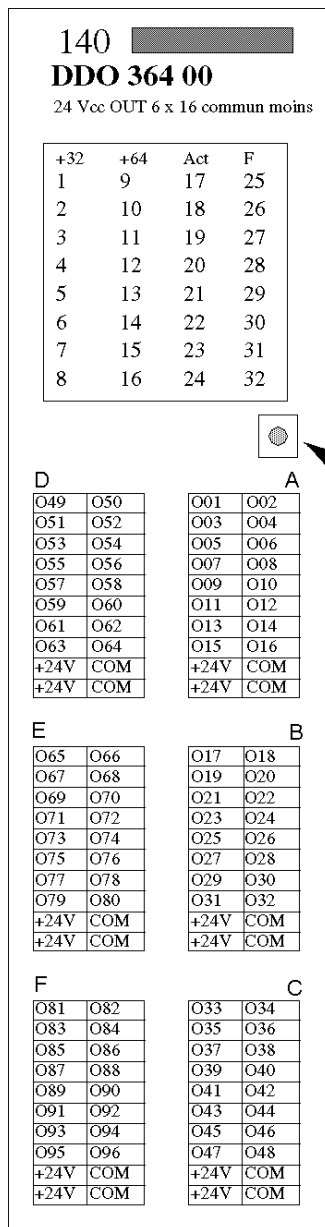 140
DDO 364 00
24 Vcc OUT 6 x 16 commun moins
+32 +64 Act F
1 9 17 25
2 10 18 26
3 11 19 27
4 12 20 28
5 13 21 29
6 14 22 30
7 15 23 31
8 16 24 32
D A
O49 O50 O01 O02
O51 O52 O03 O04
O53 O54 O05 O06
O55 O56 O07 O08
O57 O58 O09 O10
O59 O60 O11 O12
O61 O62 O13 O14
O63 O64 O15 O16
+24V COM +24V COM
+24V COM +24V COM
E B
O65 O66 O17 O18
O67 O68 O19 O20
O69 O70 O21 O22
O71 O72 O23 O24
O73 O74 O25 O26
O75 O76 O27 O28
O77 O78 O29 O30
O79 O80 O31 O32
+24V COM +24V COM
+24V COM +24V COM
F C
O81 O82 O33 O34
O83 O84 O35 O36
O85 O86 O37 O38
O87 O88 O39 O40
O89 O90 O41 O42
O91 O92 O43 O44
O93 O94 O45 O46
O95 O96 O47 O48
+24V COM +24V COM
+24V COM +24V COM